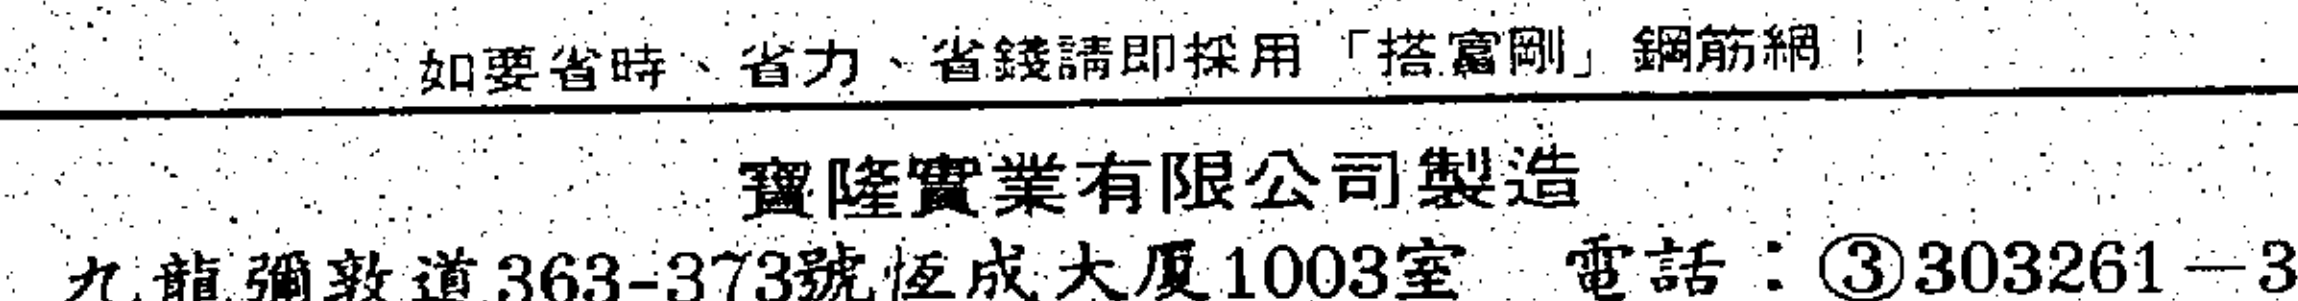 如要省時、省力、省錢請即採用「搭富剛」鋼筋網！
寶隆實業有限公司製造
九龍彌敦道363-373號恆成大厦1003室　電話：③303261－3